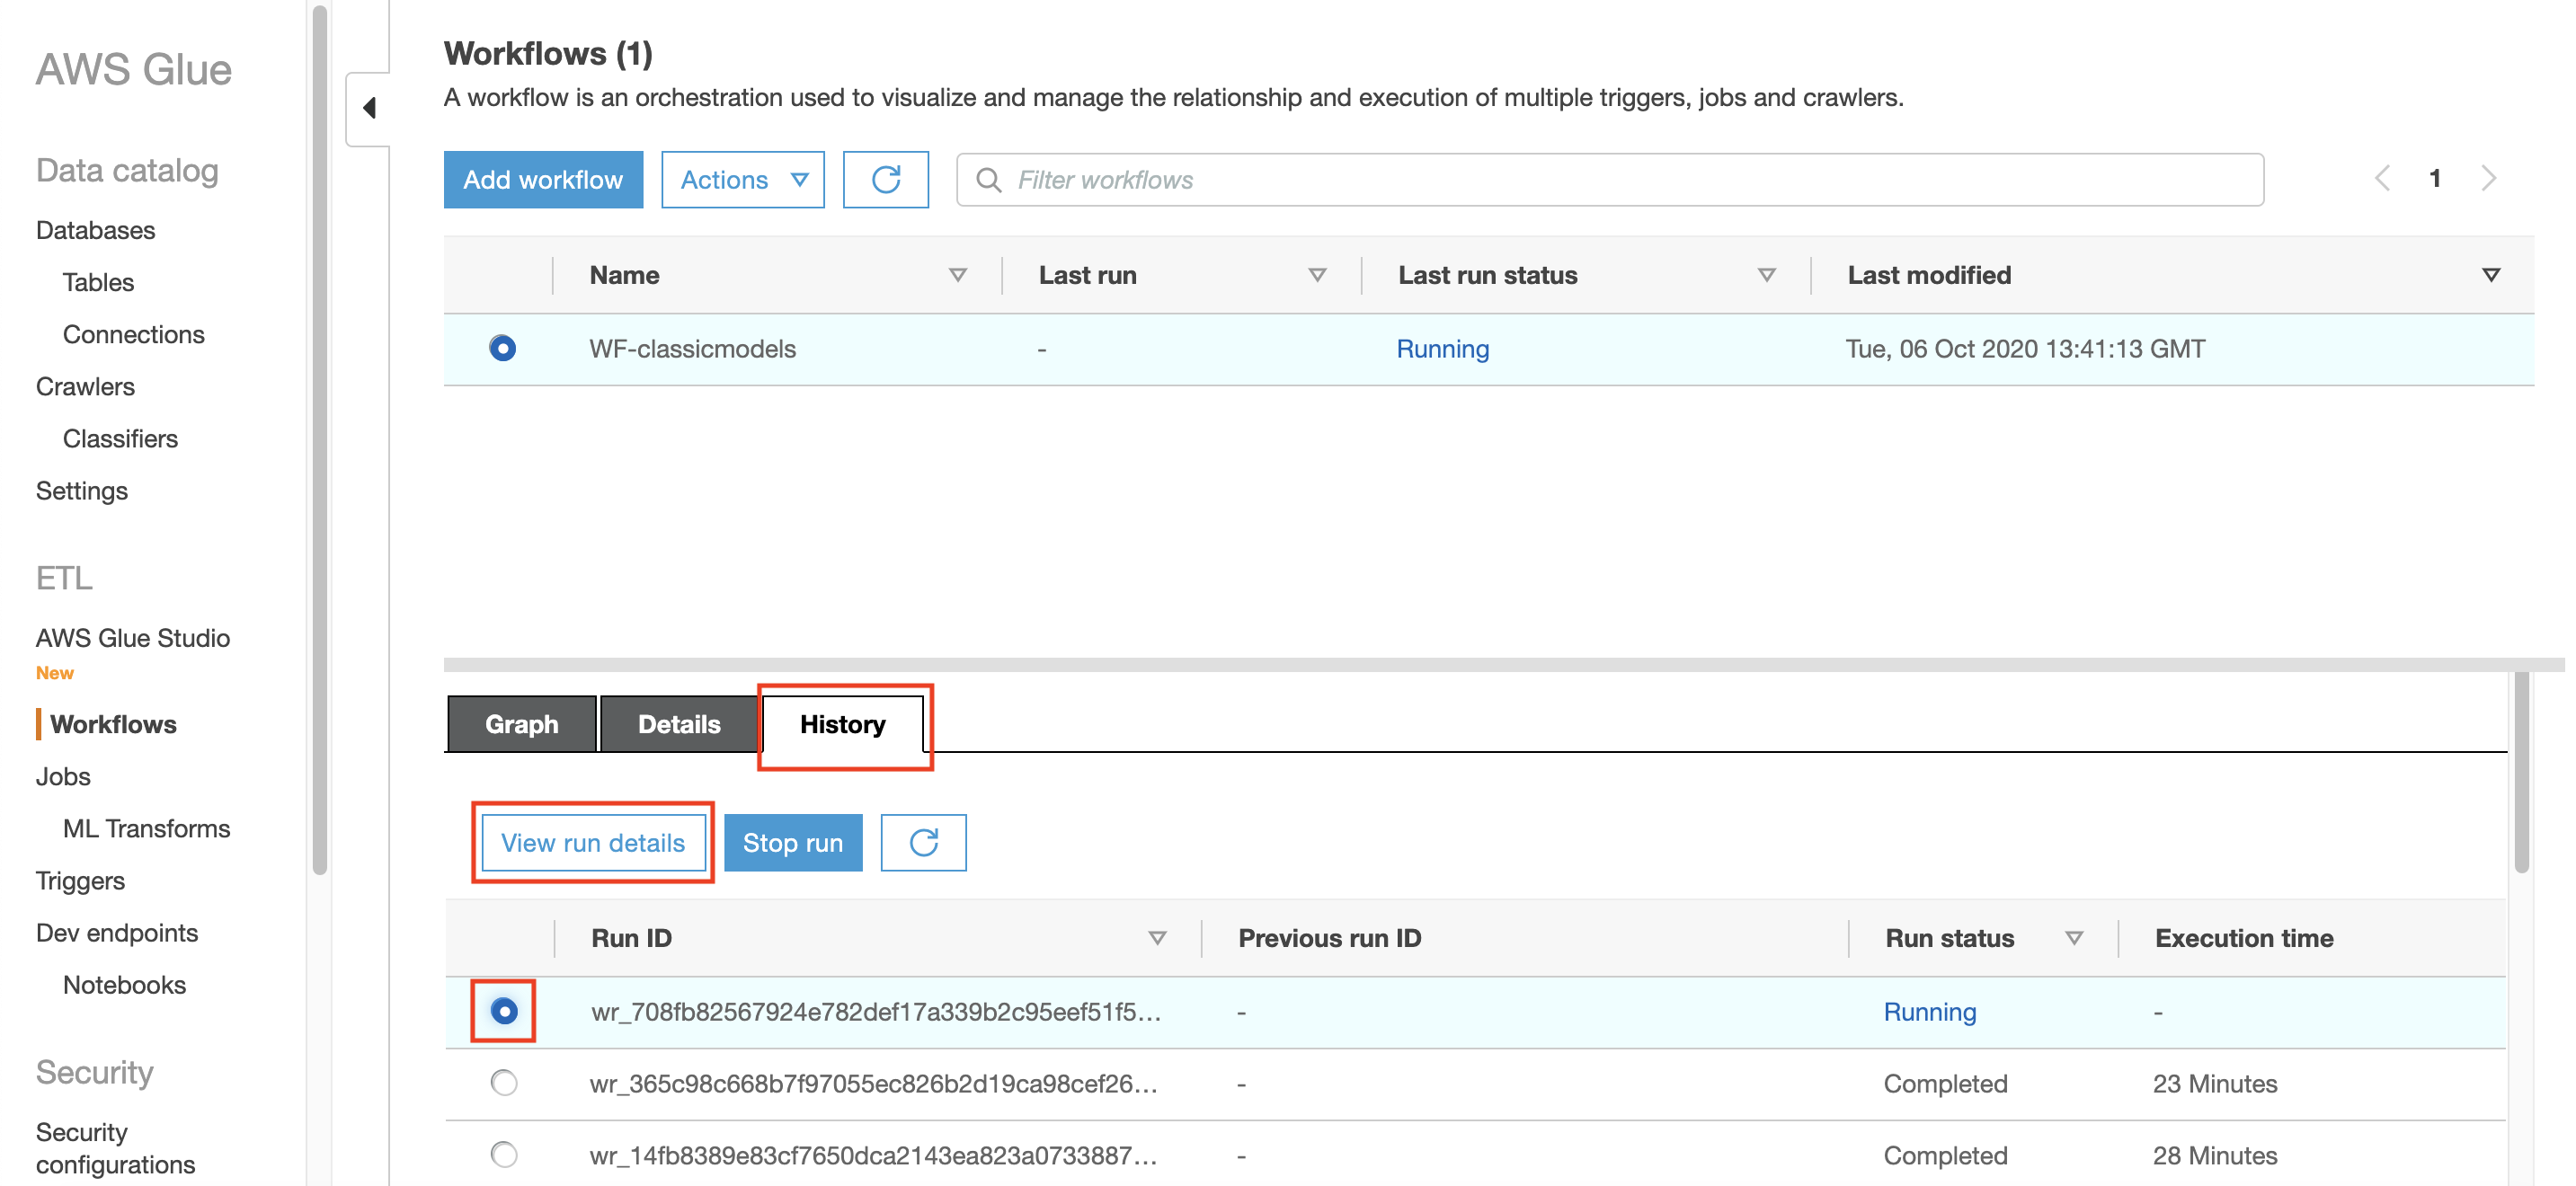 AWS Glue
Data catalog
Databases
Tables
Connections
Crawlers
Classifiers
Settings
ETL
AWS Glue Studio
New
Workflows
Jobs
ML Transforms
Triggers
Dev endpoints
Notebooks
Security
Security
configurations
Workflows (1)
A workflow is an orchestration used to visualize and manage the relationship and execution of multiple triggers, jobs and crawlers.
Add workflow Actions Filter workflows 1
Name Last run Last run status Last modified
WF-classicmodels - Running Tue, 06 Oct 2020 13:41:13 GMT
Graph Details History
View run details Stop run
Run ID Previous run ID Run status Execution time
wr_708fb82567924e782def17a339b2c95eef51f5... - Running -
wr_365c98c668b7f97055ec826b2d19ca98cef26... - Completed 23 Minutes
wr_14fb8389e83cf7650dca2143ea823a0733887... - Completed 28 Minutes